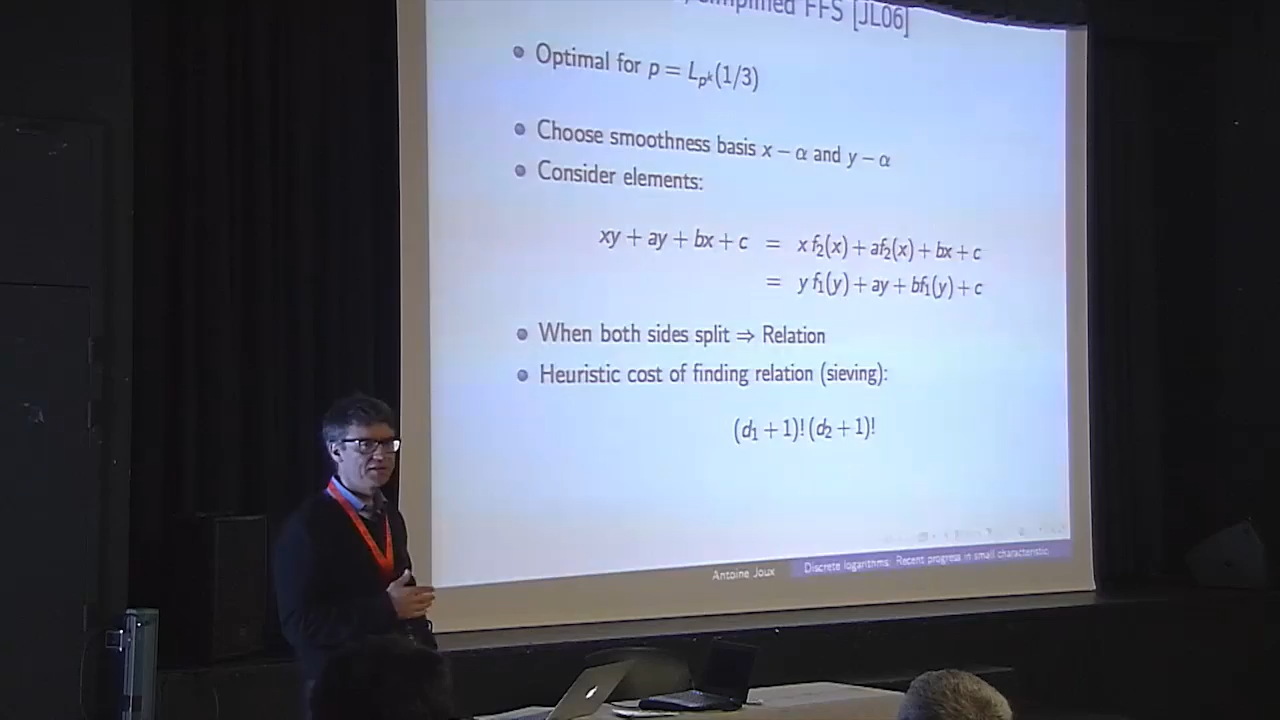 Simplified FFS [JL06]
Optimal for p = L_{p^k}(1/3)
Choose smoothness basis x − α and y − α
Consider elements:
xy + ay + bx + c = x f₂(x) + af₂(x) + bx + c
= y f₁(y) + ay + bf₁(y) + c
When both sides split ⇒ Relation
Heuristic cost of finding relation (sieving):
(d₁ + 1)! (d₂ + 1)!
Antoine Joux Discrete logarithms: Recent progress in small characteristic